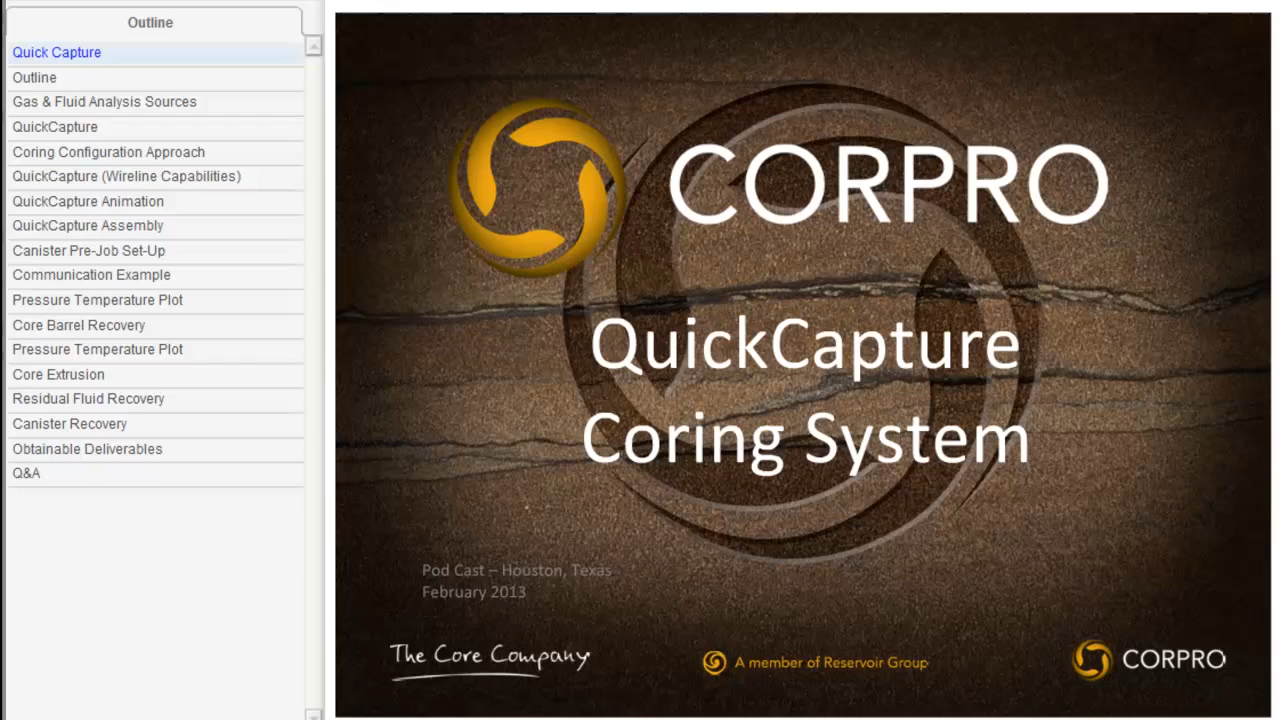 Outline
Quick Capture
Outline
Gas & Fluid Analysis Sources
QuickCapture
Coring Configuration Approach
QuickCapture (Wireline Capabilities)
QuickCapture Animation
QuickCapture Assembly
Canister Pre-Job Set-Up
Communication Example
Pressure Temperature Plot
Core Barrel Recovery
Pressure Temperature Plot
Core Extrusion
Residual Fluid Recovery
Canister Recovery
Obtainable Deliverables
Q&A
CORPRO
QuickCapture
Coring System
Pod Cast – Houston, Texas
February 2013
The Core Company
A member of Reservoir Group
CORPRO